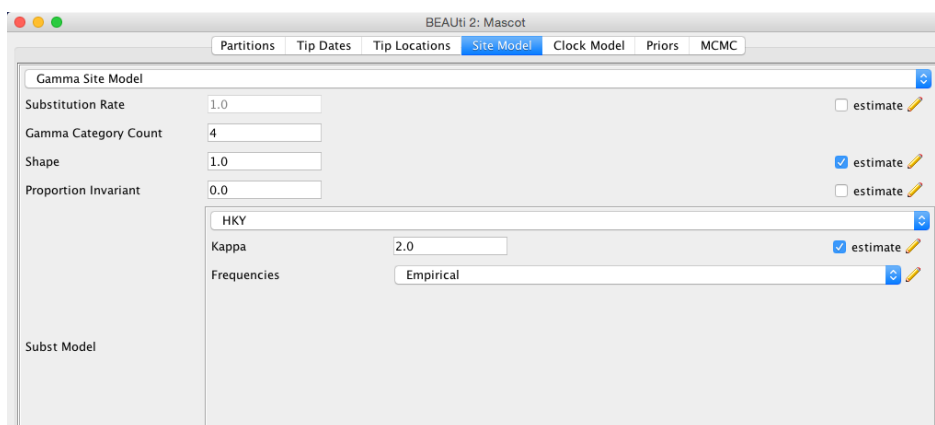 BEAUti 2: Mascot
Partitions Tip Dates Tip Locations Site Model Clock Model Priors MCMC
Gamma Site Model
Substitution Rate 1.0 estimate
Gamma Category Count 4
Shape 1.0 estimate
Proportion Invariant 0.0 estimate
HKY
Kappa 2.0 estimate
Frequencies Empirical
Subst Model